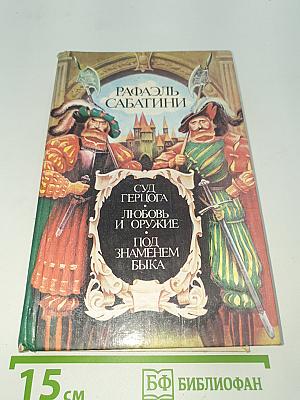 РАФАЭЛЬ
САБАТИНИ
СУД
ГЕРЦОГА
•
ЛЮБОВЬ
И ОРУЖИЕ
•
ПОД
ЗНАМЕНЕМ
БЫКА
15 см
БФ БИБЛИОФАН